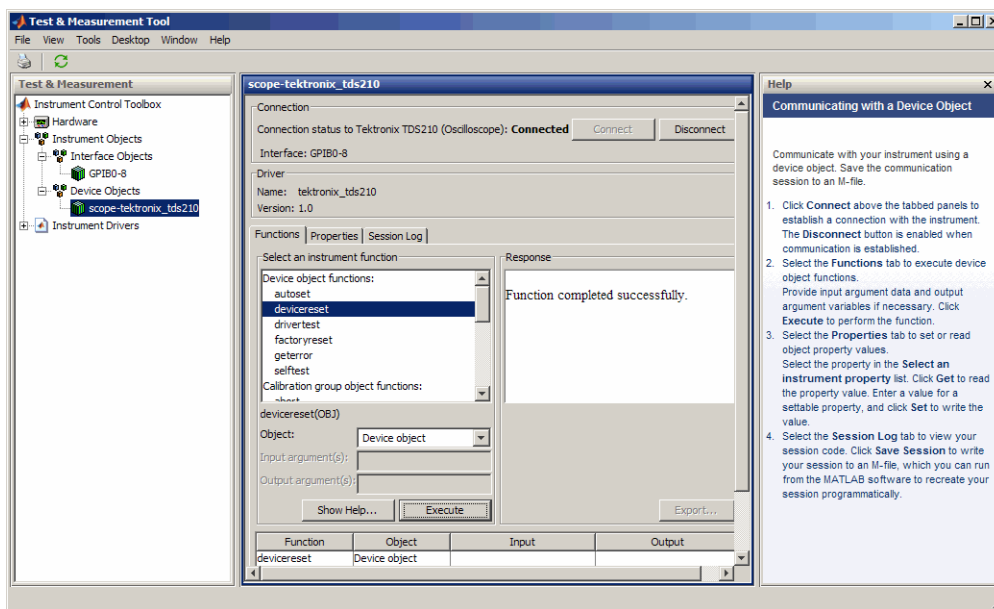 Test & Measurement Tool
File View Tools Desktop Window Help
Test & Measurement
Instrument Control Toolbox
Hardware
Instrument Objects
Interface Objects
GPIB0-8
Device Objects
scope-tektronix_tds210
Instrument Drivers
scope-tektronix_tds210
Connection
Connection status to Tektronix TDS210 (Oscilloscope): Connected
Connect
Disconnect
Interface: GPIB0-8
Driver
Name: tektronix_tds210
Version: 1.0
Functions Properties Session Log
Select an instrument function
Device object functions:
autoset
devicereset
drivertest
factoryreset
geterror
selftest
Calibration group object functions:
abort
devicereset(OBJ)
Object: Device object
Input argument(s):
Output argument(s):
Show Help... Execute
Response
Function completed successfully.
Export...
Function Object Input Output
devicereset Device object
Help
Communicating with a Device Object
Communicate with your instrument using a
device object. Save the communication
session to an M-file.
1. Click Connect above the tabbed panels to
establish a connection with the instrument.
The Disconnect button is enabled when
communication is established.
2. Select the Functions tab to execute device
object functions.
Provide input argument data and output
argument variables if necessary. Click
Execute to perform the function.
3. Select the Properties tab to set or read
object property values.
Select the property in the Select an
instrument property list. Click Get to read
the property value. Enter a value for a
settable property, and click Set to write the
value.
4. Select the Session Log tab to view your
session code. Click Save Session to write
your session to an M-file, which you can run
from the MATLAB software to recreate your
session programmatically.